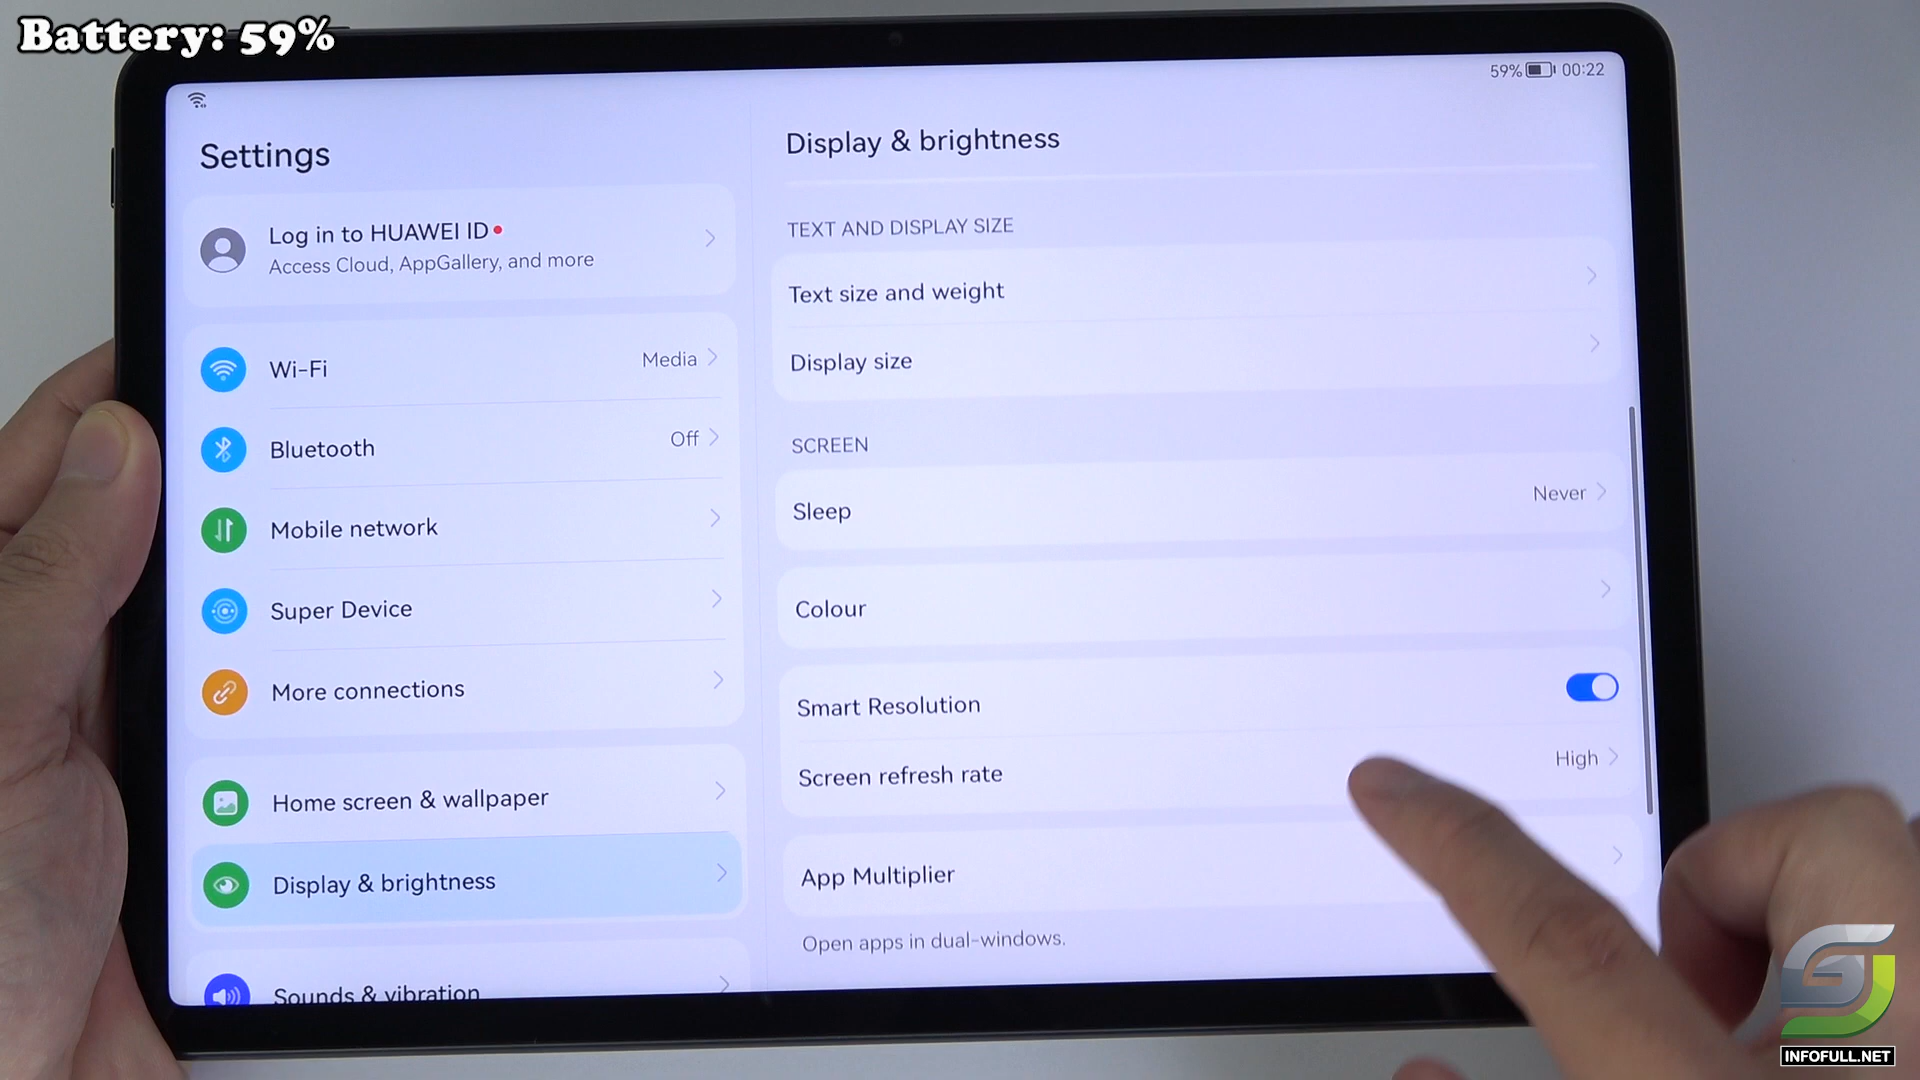 Battery: 59%
59% 00:22
Settings
Log in to HUAWEI ID
Access Cloud, AppGallery, and more
Wi-Fi
Media
Bluetooth
Off
Mobile network
Super Device
More connections
Home screen & wallpaper
Display & brightness
Sounds & vibration
Display & brightness
TEXT AND DISPLAY SIZE
Text size and weight
Display size
SCREEN
Sleep
Never
Colour
Smart Resolution
Screen refresh rate
High
App Multiplier
Open apps in dual-windows.
INFOFULL.NET